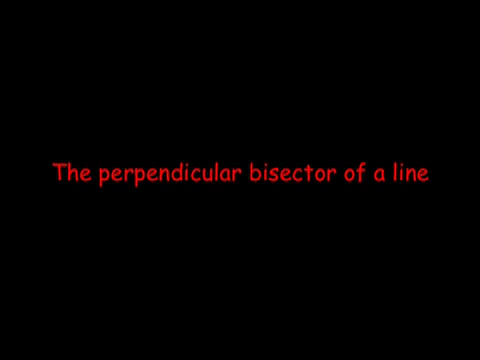 The perpendicular bisector of a line